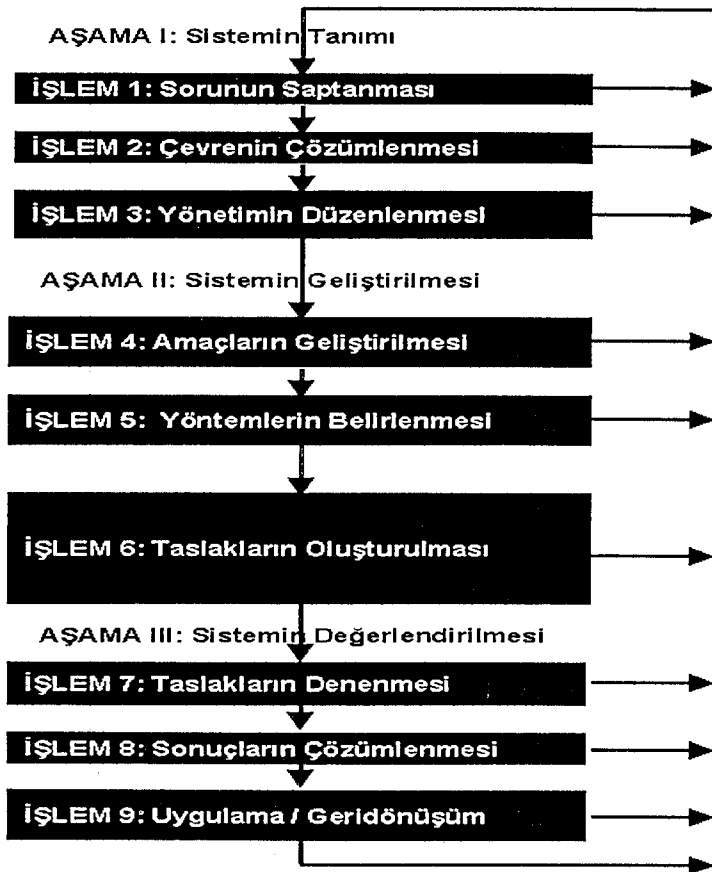 AŞAMA I: Sistemin Tanımı
İŞLEM 1: Sorunun Saptanması
İŞLEM 2: Çevrenin Çözümlenmesi
İŞLEM 3: Yönetimin Düzenlenmesi
AŞAMA II: Sistemin Geliştirilmesi
İŞLEM 4: Amaçların Geliştirilmesi
İŞLEM 5: Yöntemlerin Belirlenmesi
İŞLEM 6: Taslakların Oluşturulması
AŞAMA III: Sistemin Değerlendirilmesi
İŞLEM 7: Taslakların Denenmesi
İŞLEM 8: Sonuçların Çözümlenmesi
İŞLEM 9: Uygulama / Geridönüşüm